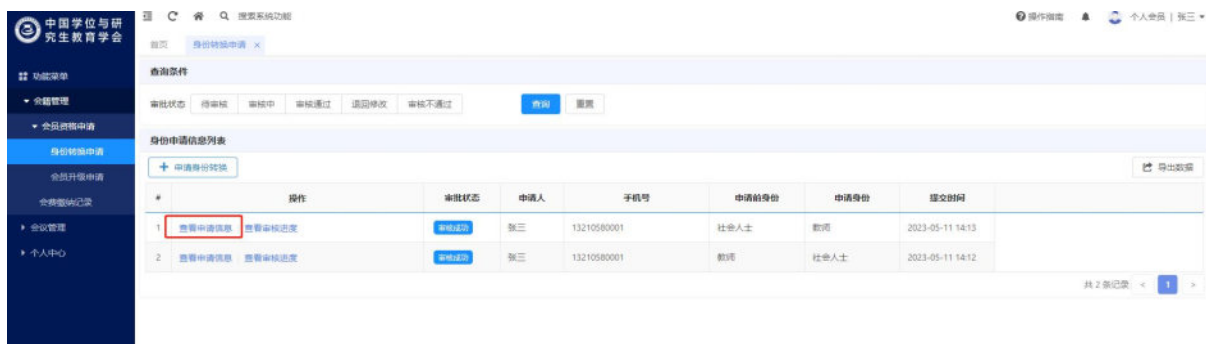 中国学位与研
究生教育学会
搜索系统功能
操作指南
个人会员 | 张三
首页 身份转换申请 ×
功能菜单
会籍管理
会员资格申请
身份转换申请
会员升级申请
会费缴纳记录
会议管理
个人中心
查询条件
审批状态 待审核 审核中 审核通过 退回修改 审核不通过 查询 重置
身份申请信息列表
+ 申请身份转换 导出数据
# 操作 审批状态 申请人 手机号 申请前身份 申请身份 提交时间
1 查看申请信息 查看审核进度 审核成功 张三 13210580001 社会人士 教师 2023-05-11 14:13
2 查看申请信息 查看审核进度 审核成功 张三 13210580001 教师 社会人士 2023-05-11 14:12
共 2 条记录 < 1 >